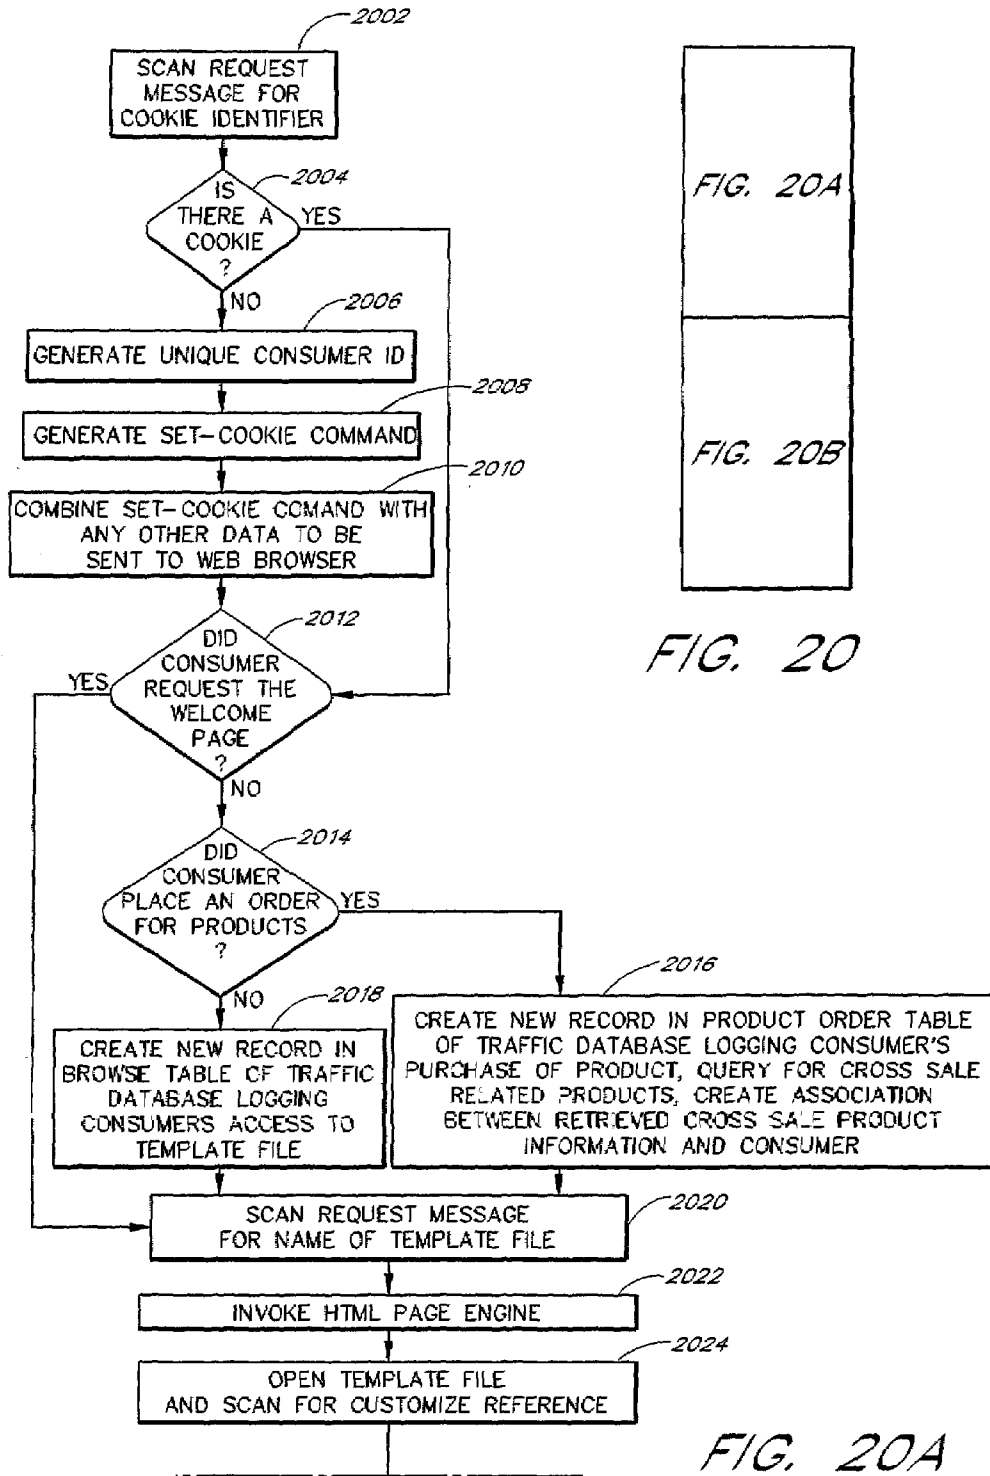 2002
SCAN REQUEST
MESSAGE FOR
COOKIE IDENTIFIER
2004
IS
THERE A
COOKIE
?
YES
NO
2006
GENERATE UNIQUE CONSUMER ID
2008
GENERATE SET-COOKIE COMMAND
2010
COMBINE SET-COOKIE COMAND WITH
ANY OTHER DATA TO BE
SENT TO WEB BROWSER
2012
DID
CONSUMER
REQUEST THE
WELCOME
PAGE
?
YES
NO
2014
DID
CONSUMER
PLACE AN ORDER
FOR PRODUCTS
?
YES
NO
2018
CREATE NEW RECORD IN
BROWSE TABLE OF TRAFFIC
DATABASE LOGGING
CONSUMERS ACCESS TO
TEMPLATE FILE
2016
CREATE NEW RECORD IN PRODUCT ORDER TABLE
OF TRAFFIC DATABASE LOGGING CONSUMER'S
PURCHASE OF PRODUCT, QUERY FOR CROSS SALE
RELATED PRODUCTS, CREATE ASSOCIATION
BETWEEN RETRIEVED CROSS SALE PRODUCT
INFORMATION AND CONSUMER
2020
SCAN REQUEST MESSAGE
FOR NAME OF TEMPLATE FILE
2022
INVOKE HTML PAGE ENGINE
2024
OPEN TEMPLATE FILE
AND SCAN FOR CUSTOMIZE REFERENCE
FIG. 20A
FIG. 20B
FIG. 20
FIG. 20A